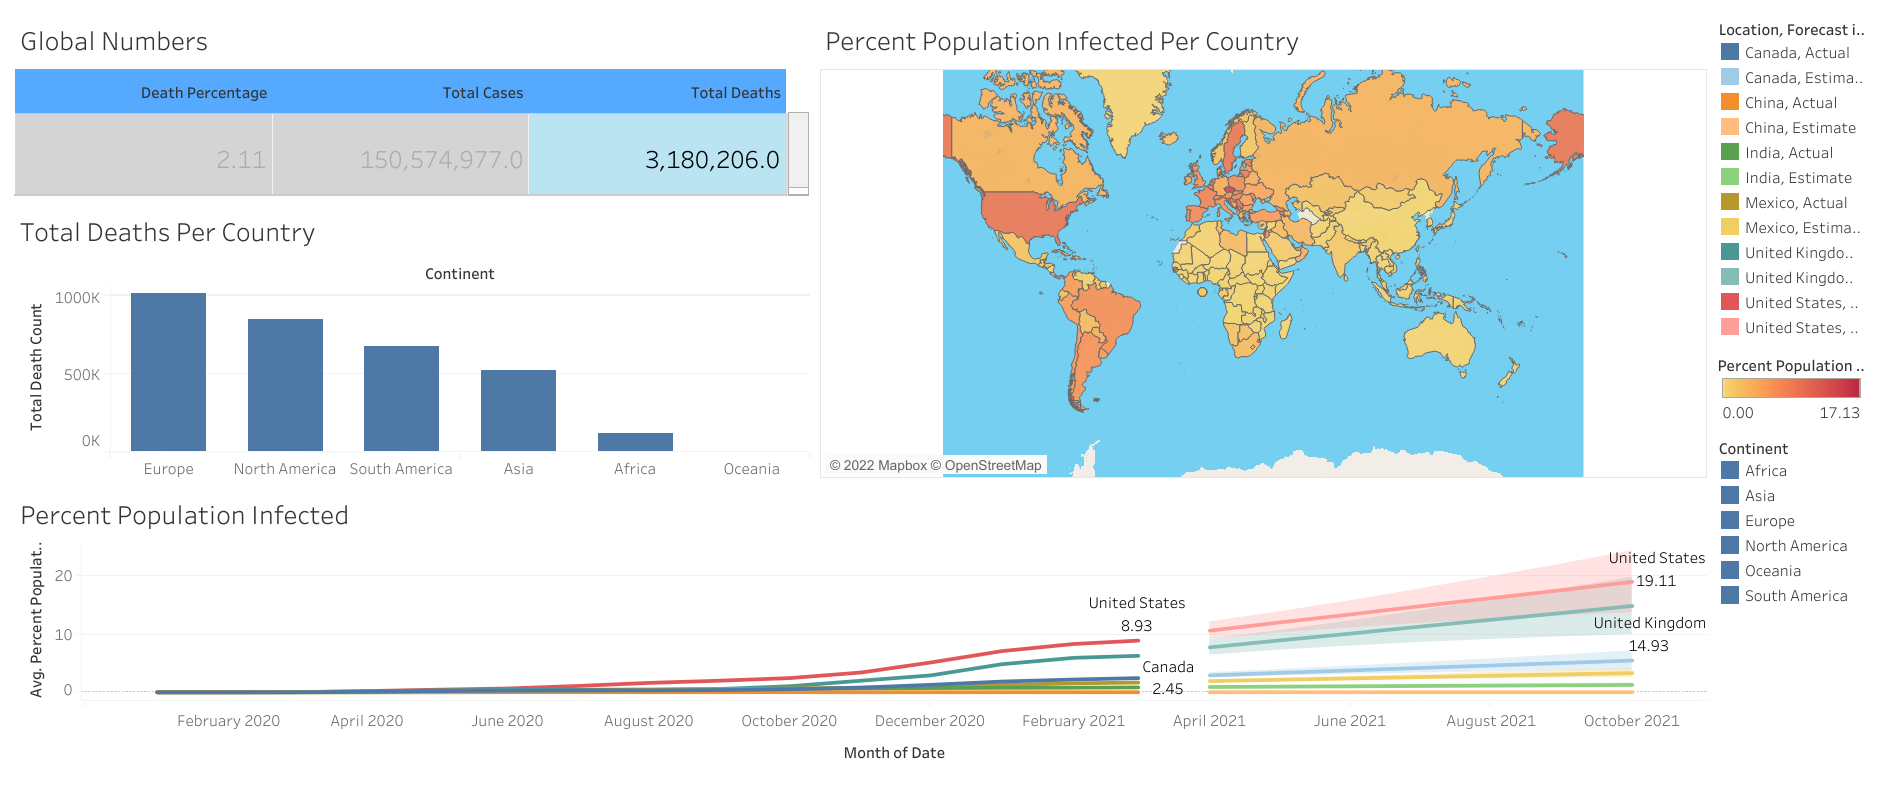 Global Numbers
Death Percentage Total Cases Total Deaths
2.11 150,574,977.0 3,180,206.0
Total Deaths Per Country
Continent
Total Death Count
1000K
500K
0K
Europe North America South America Asia Africa Oceania
Percent Population Infected Per Country
© 2022 Mapbox © OpenStreetMap
Percent Population Infected
Avg. Percent Populat..
20
10
0
United States
8.93
Canada
2.45
United States
19.11
United Kingdom
14.93
February 2020 April 2020 June 2020 August 2020 October 2020 December 2020 February 2021 April 2021 June 2021 August 2021 October 2021
Month of Date
Location, Forecast i..
Canada, Actual
Canada, Estima..
China, Actual
China, Estimate
India, Actual
India, Estimate
Mexico, Actual
Mexico, Estima..
United Kingdo..
United Kingdo..
United States, ..
United States, ..
Percent Population ..
0.00 17.13
Continent
Africa
Asia
Europe
North America
Oceania
South America